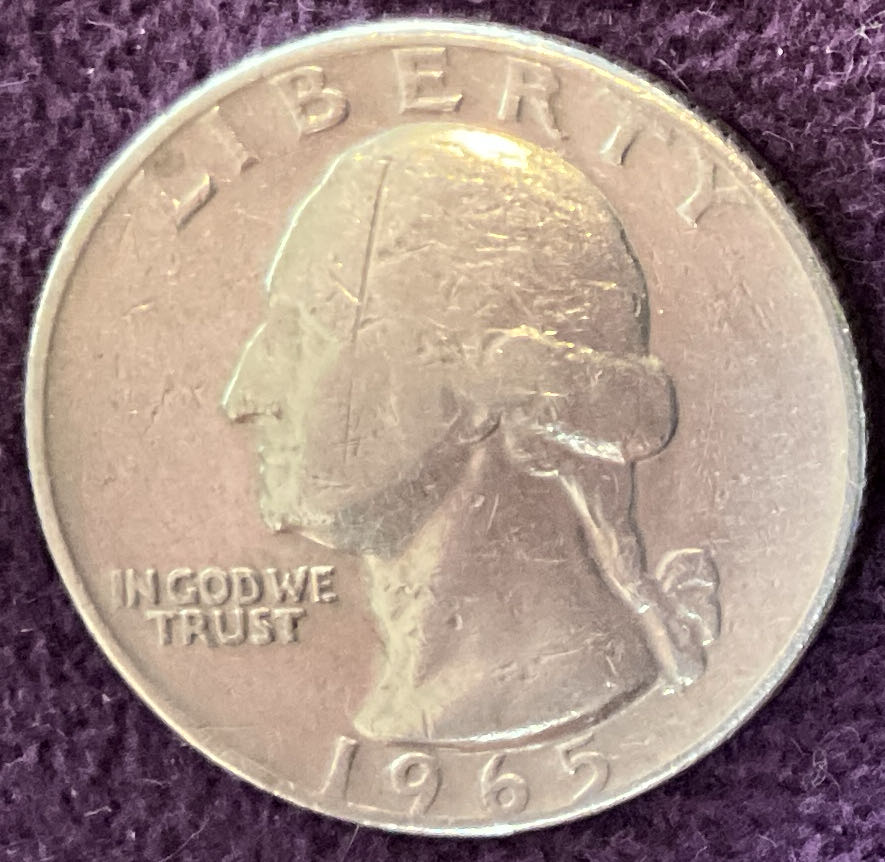 LIBERTY
IN GOD WE
TRUST
1965